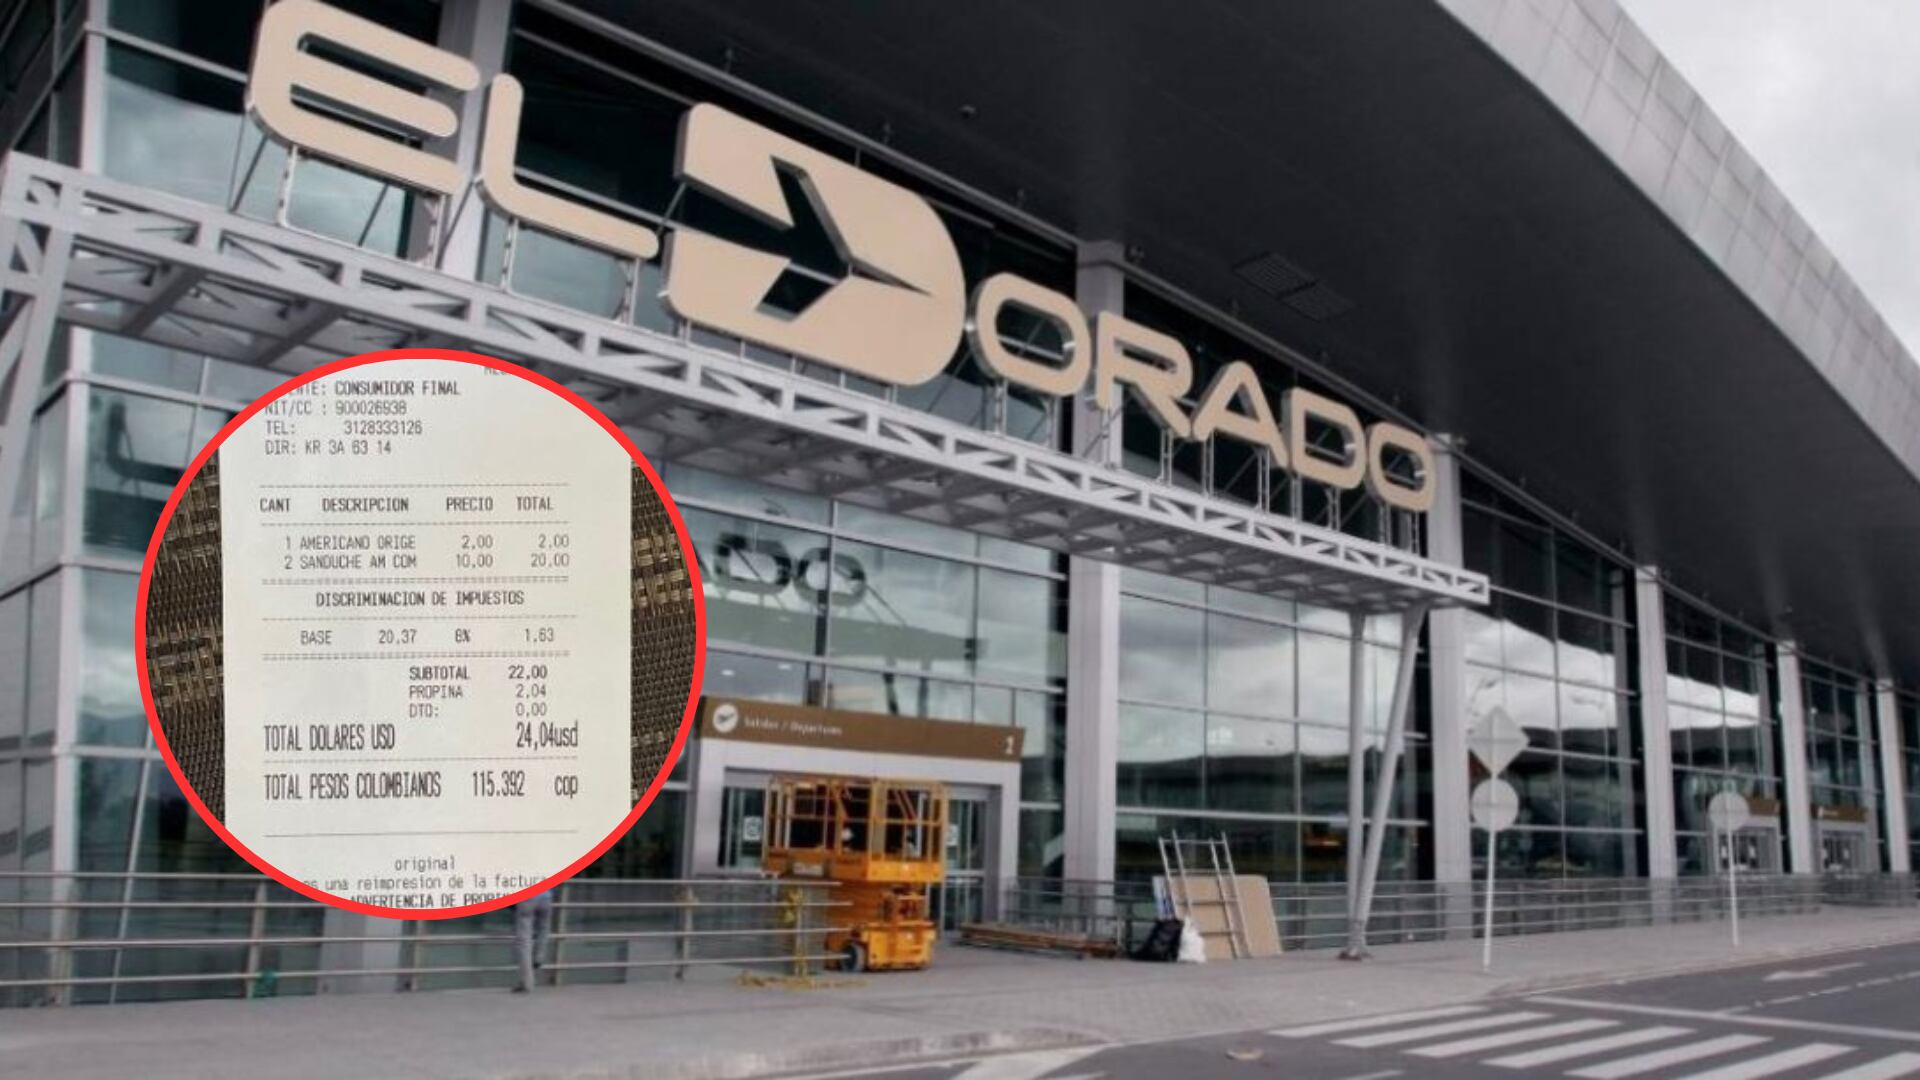 EL DORADO
CONSUMIDOR FINAL
NIT/CC : 900026938
TEL: 3128333126
DIR: KR 3A 63 14
CANT DESCRIPCION PRECIO TOTAL
1 AMERICANO ORIGE 2,00 2,00
2 SANDUCHE AM COM 10,00 20,00
DISCRIMINACION DE IMPUESTOS
BASE 20,37 8% 1,63
SUBTOTAL 22,00
PROPINA 2,04
DTO: 0,00
TOTAL DOLARES USD 24,04usd
TOTAL PESOS COLOMBIANOS 115.392 cop
original
una reimpresion de la factura
ADVERTENCIA DE
Salidas / Departures 1